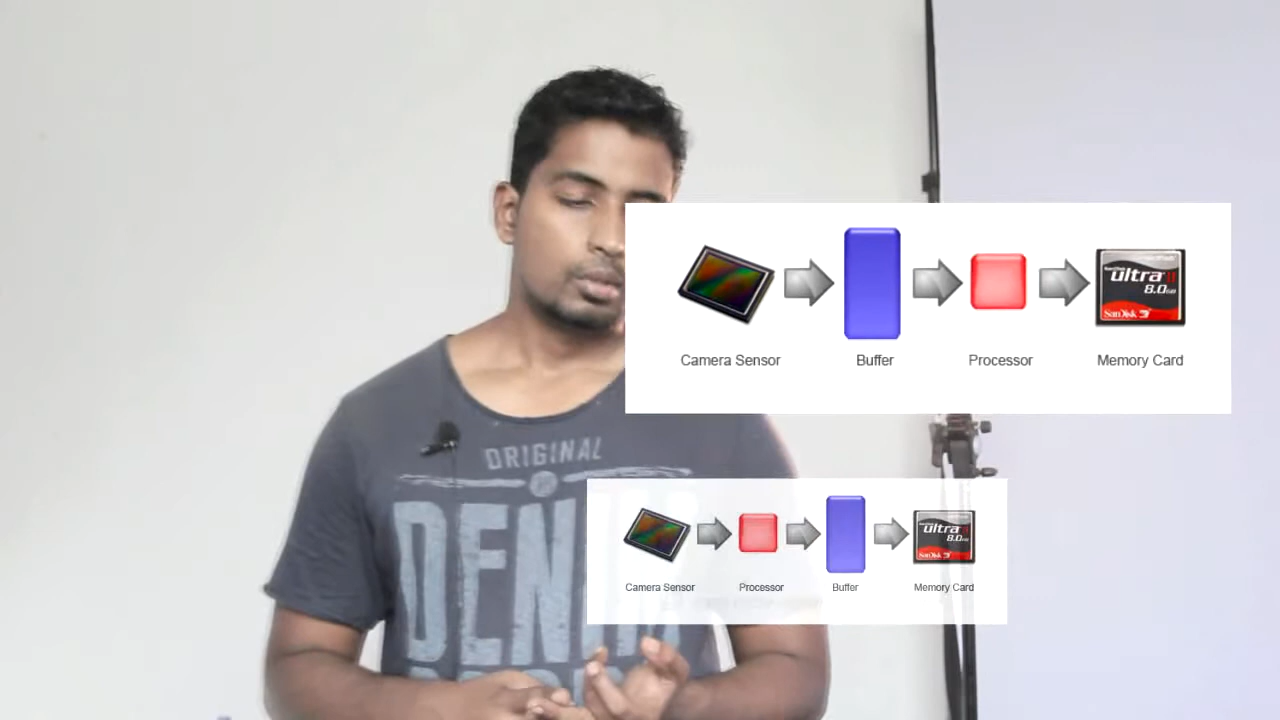 ultra II
8.0GB
SanDisk
Camera Sensor
Buffer
Processor
Memory Card
ORIGINAL
DENIM
ultra II
8.0GB
SanDisk
Camera Sensor
Processor
Buffer
Memory Card